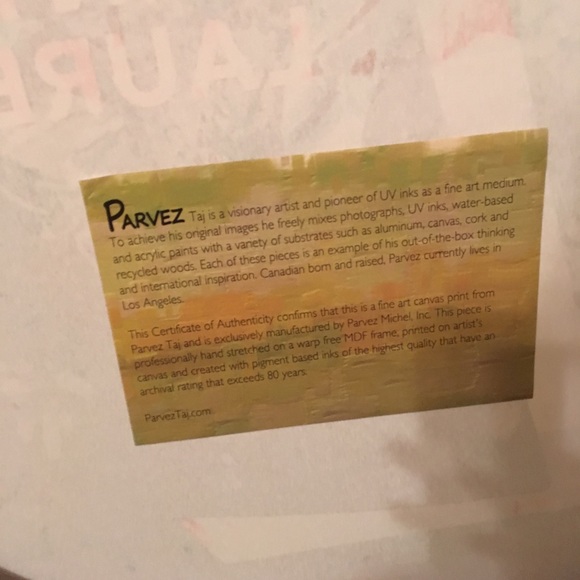 LAURE
PARVEZ Taj is a visionary artist and pioneer of UV inks as a fine art medium.
To achieve his original images he freely mixes photographs, UV inks, water-based
and acrylic paints with a variety of substrates such as aluminum, canvas, cork and
recycled woods. Each of these pieces is an example of his out-of-the-box thinking
and international inspiration. Canadian born and raised, Parvez currently lives in
Los Angeles.
This Certificate of Authenticity confirms that this is a fine art canvas print from
Parvez Taj and is exclusively manufactured by Parvez Michel, Inc. This piece is
professionally hand stretched on a warp free MDF frame, printed on artist's
canvas and created with pigment based inks of the highest quality that have an
archival rating that exceeds 80 years.
ParvezTaj.com